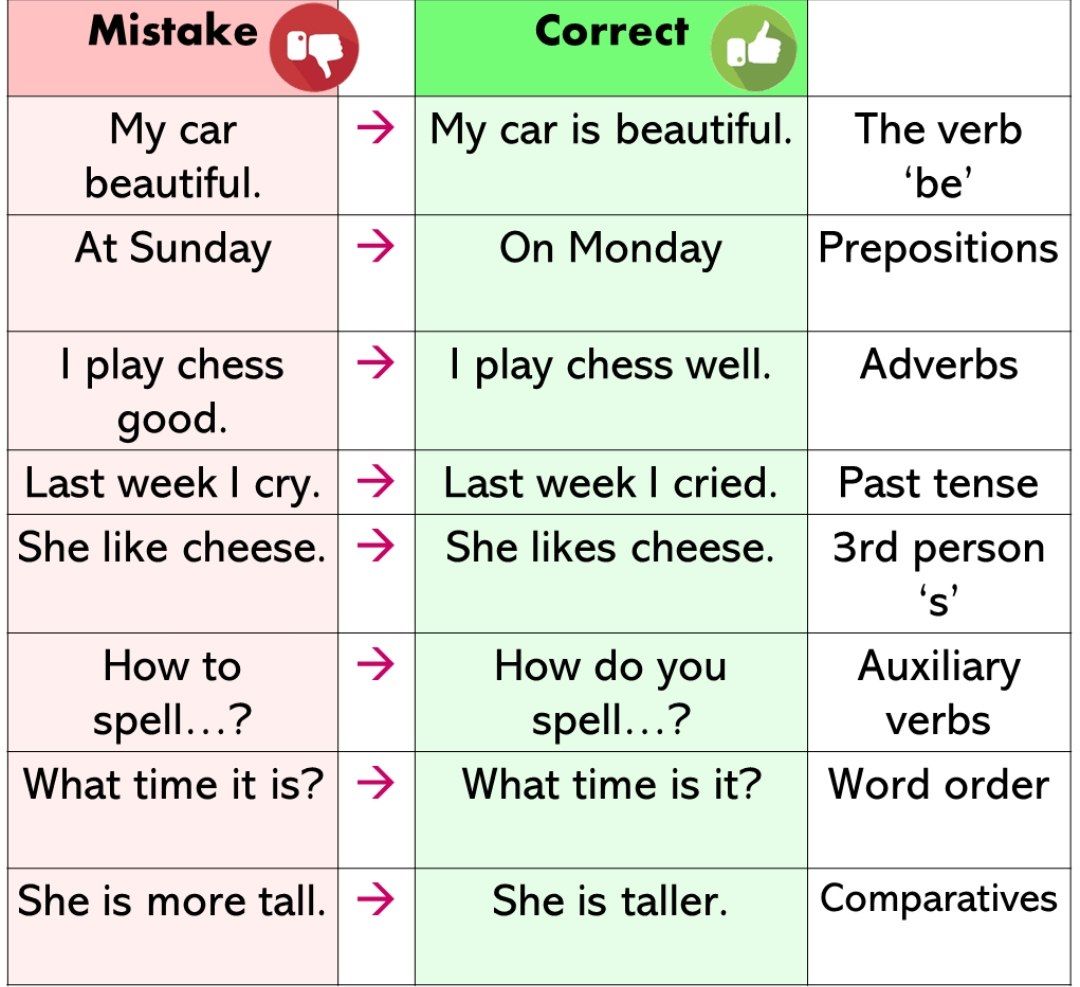 Mistake Correct
My car → My car is beautiful. The verb
beautiful. ‘be’
At Sunday → On Monday Prepositions
I play chess → I play chess well. Adverbs
good.
Last week I cry. → Last week I cried. Past tense
She like cheese. → She likes cheese. 3rd person
‘s’
How to → How do you Auxiliary
spell…? spell…? verbs
What time it is? → What time is it? Word order
She is more tall. → She is taller. Comparatives